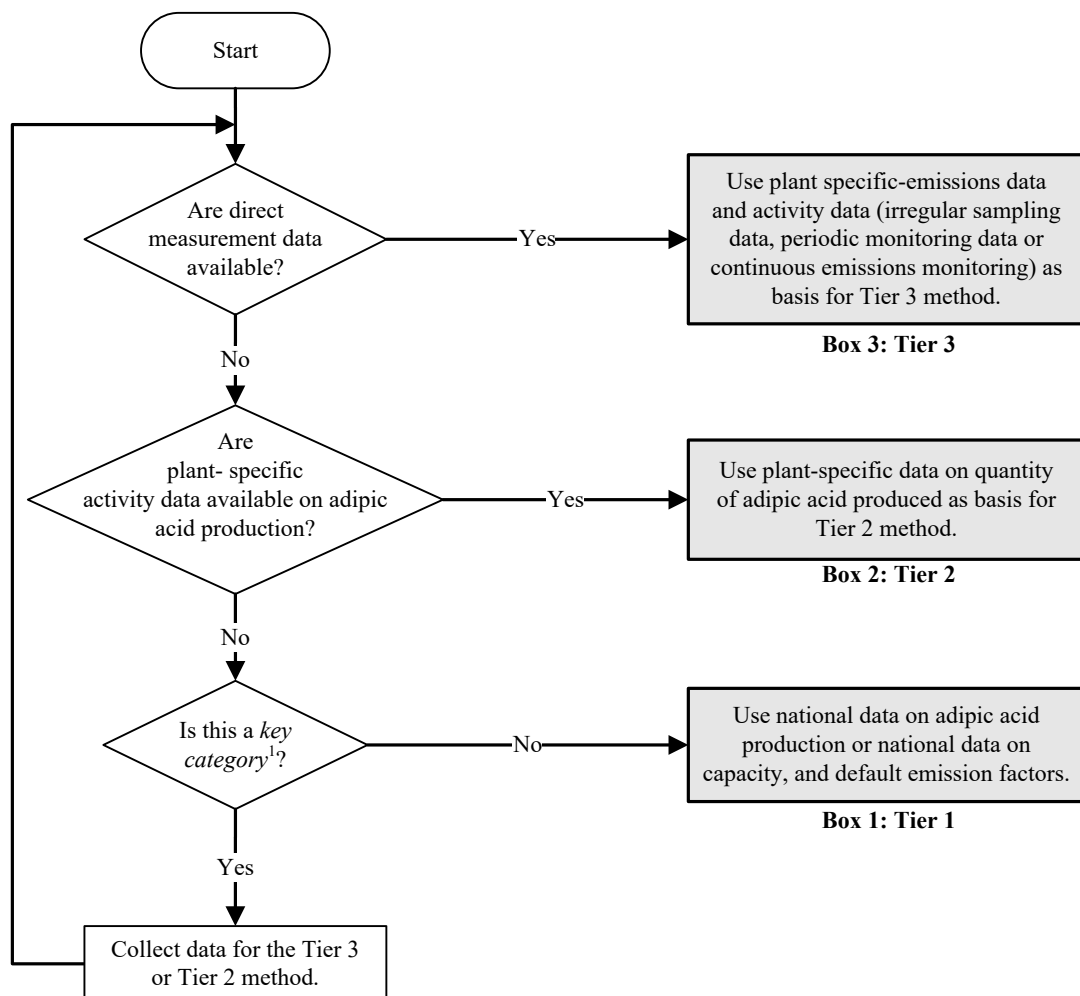 Start
Are direct
measurement data
available?
Yes
Use plant specific-emissions data
and activity data (irregular sampling
data, periodic monitoring data or
continuous emissions monitoring) as
basis for Tier 3 method.
Box 3: Tier 3
No
Are
plant- specific
activity data available on adipic
acid production?
Yes
Use plant-specific data on quantity
of adipic acid produced as basis for
Tier 2 method.
Box 2: Tier 2
No
Is this a key
category¹?
No
Use national data on adipic acid
production or national data on
capacity, and default emission factors.
Box 1: Tier 1
Yes
Collect data for the Tier 3
or Tier 2 method.